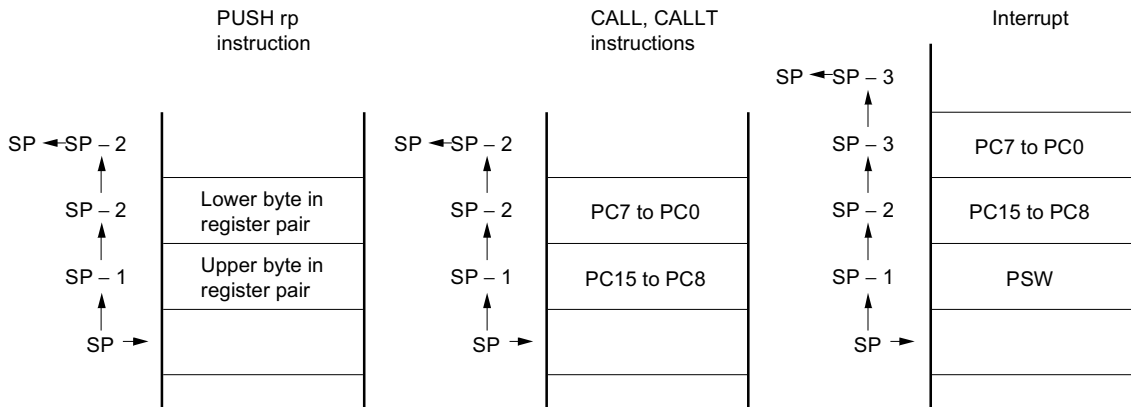 PUSH rp
instruction
SP
SP – 2
SP – 2
Lower byte in
register pair
SP – 1
Upper byte in
register pair
SP
CALL, CALLT
instructions
SP
SP – 2
SP – 2
PC7 to PC0
SP – 1
PC15 to PC8
SP
Interrupt
SP
SP – 3
SP – 3
PC7 to PC0
SP – 2
PC15 to PC8
SP – 1
PSW
SP